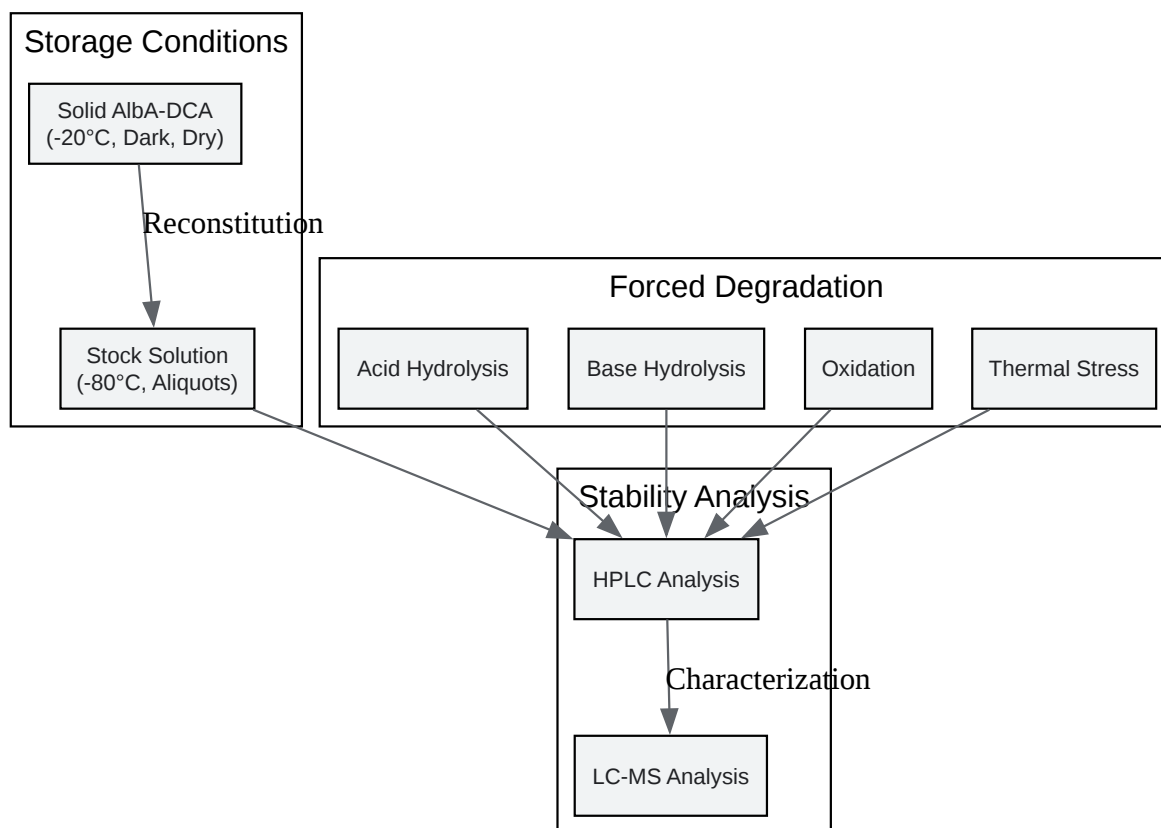 Storage Conditions
Solid AlbA-DCA
(-20°C, Dark, Dry)
Reconstitution
Stock Solution
(-80°C, Aliquots)
Forced Degradation
Acid Hydrolysis
Base Hydrolysis
Oxidation
Thermal Stress
Stability Analysis
HPLC Analysis
Characterization
LC-MS Analysis